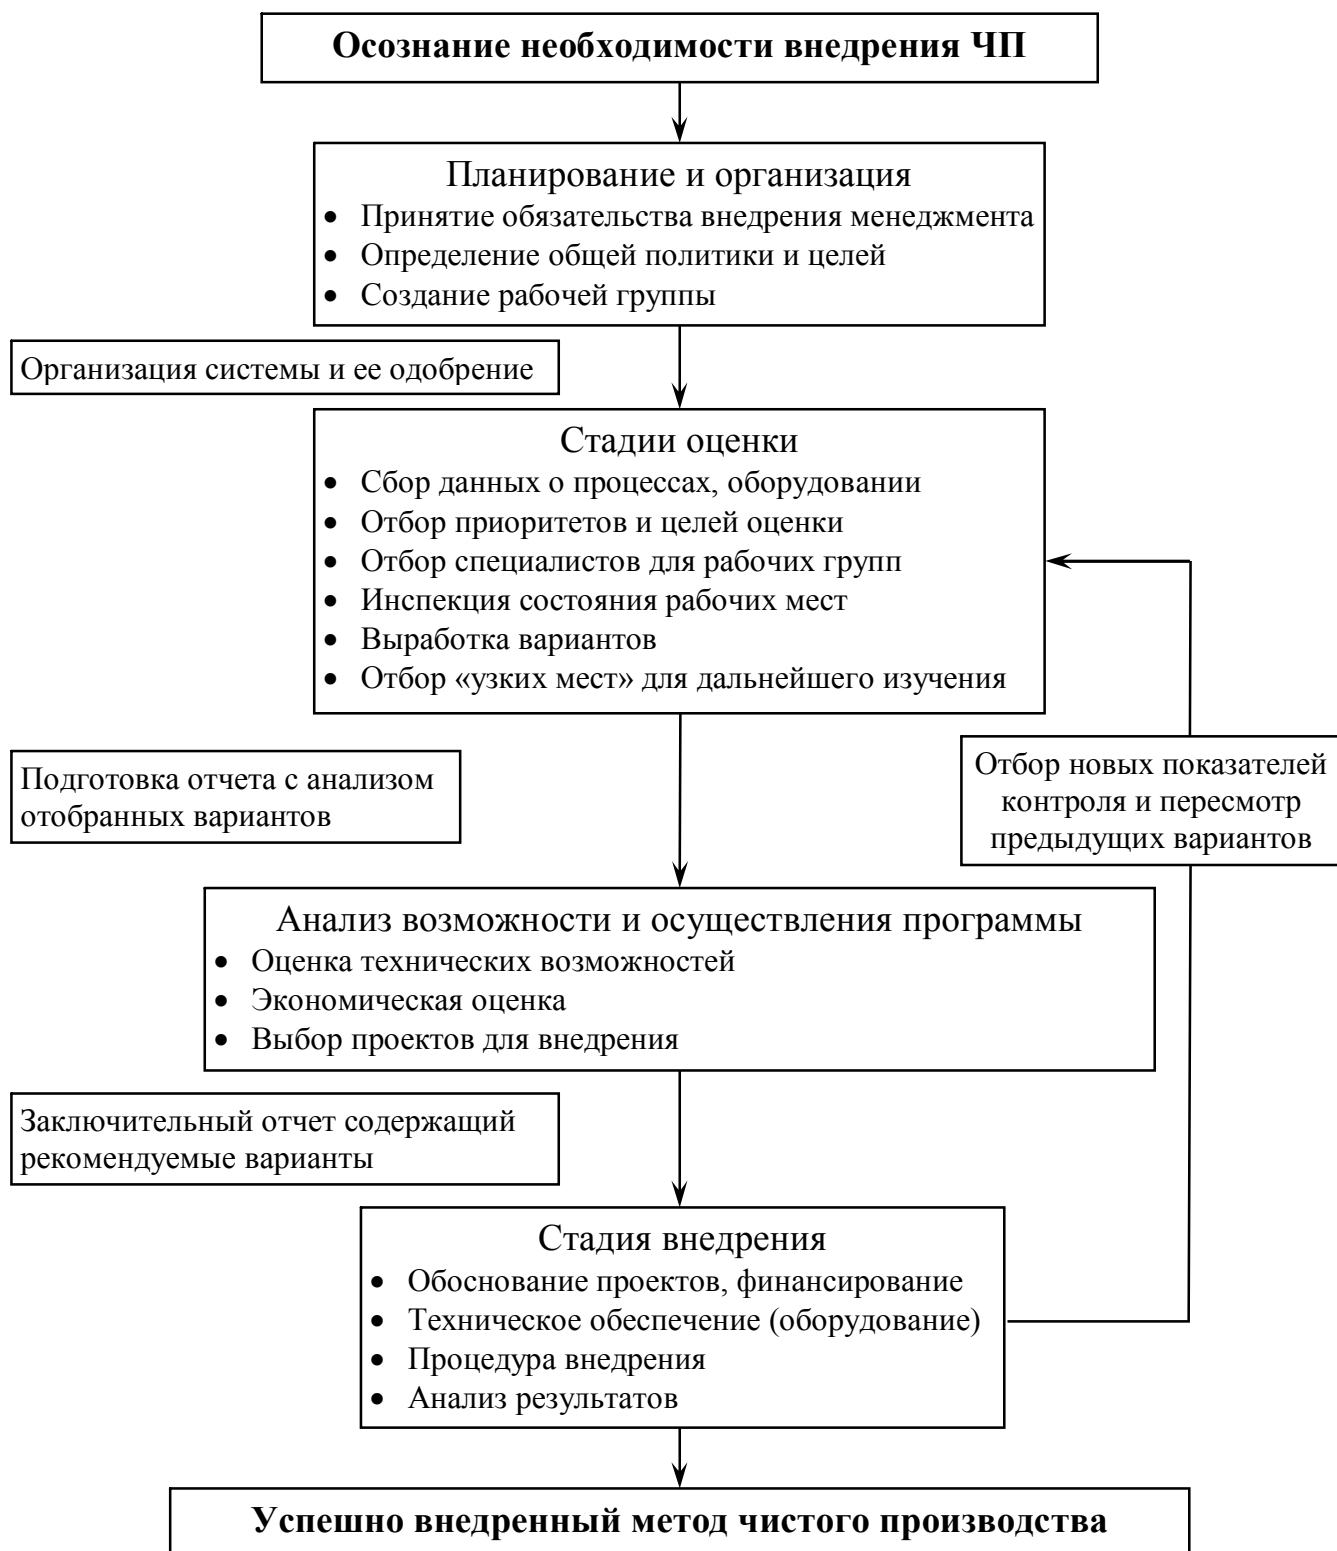 Осознание необходимости внедрения ЧП
Планирование и организация
• Принятие обязательства внедрения менеджмента
• Определение общей политики и целей
• Создание рабочей группы
Организация системы и ее одобрение
Стадии оценки
• Сбор данных о процессах, оборудовании
• Отбор приоритетов и целей оценки
• Отбор специалистов для рабочих групп
• Инспекция состояния рабочих мест
• Выработка вариантов
• Отбор «узких мест» для дальнейшего изучения
Подготовка отчета с анализом
отобранных вариантов
Отбор новых показателей
контроля и пересмотр
предыдущих вариантов
Анализ возможности и осуществления программы
• Оценка технических возможностей
• Экономическая оценка
• Выбор проектов для внедрения
Заключительный отчет содержащий
рекомендуемые варианты
Стадия внедрения
• Обоснование проектов, финансирование
• Техническое обеспечение (оборудование)
• Процедура внедрения
• Анализ результатов
Успешно внедренный метод чистого производства